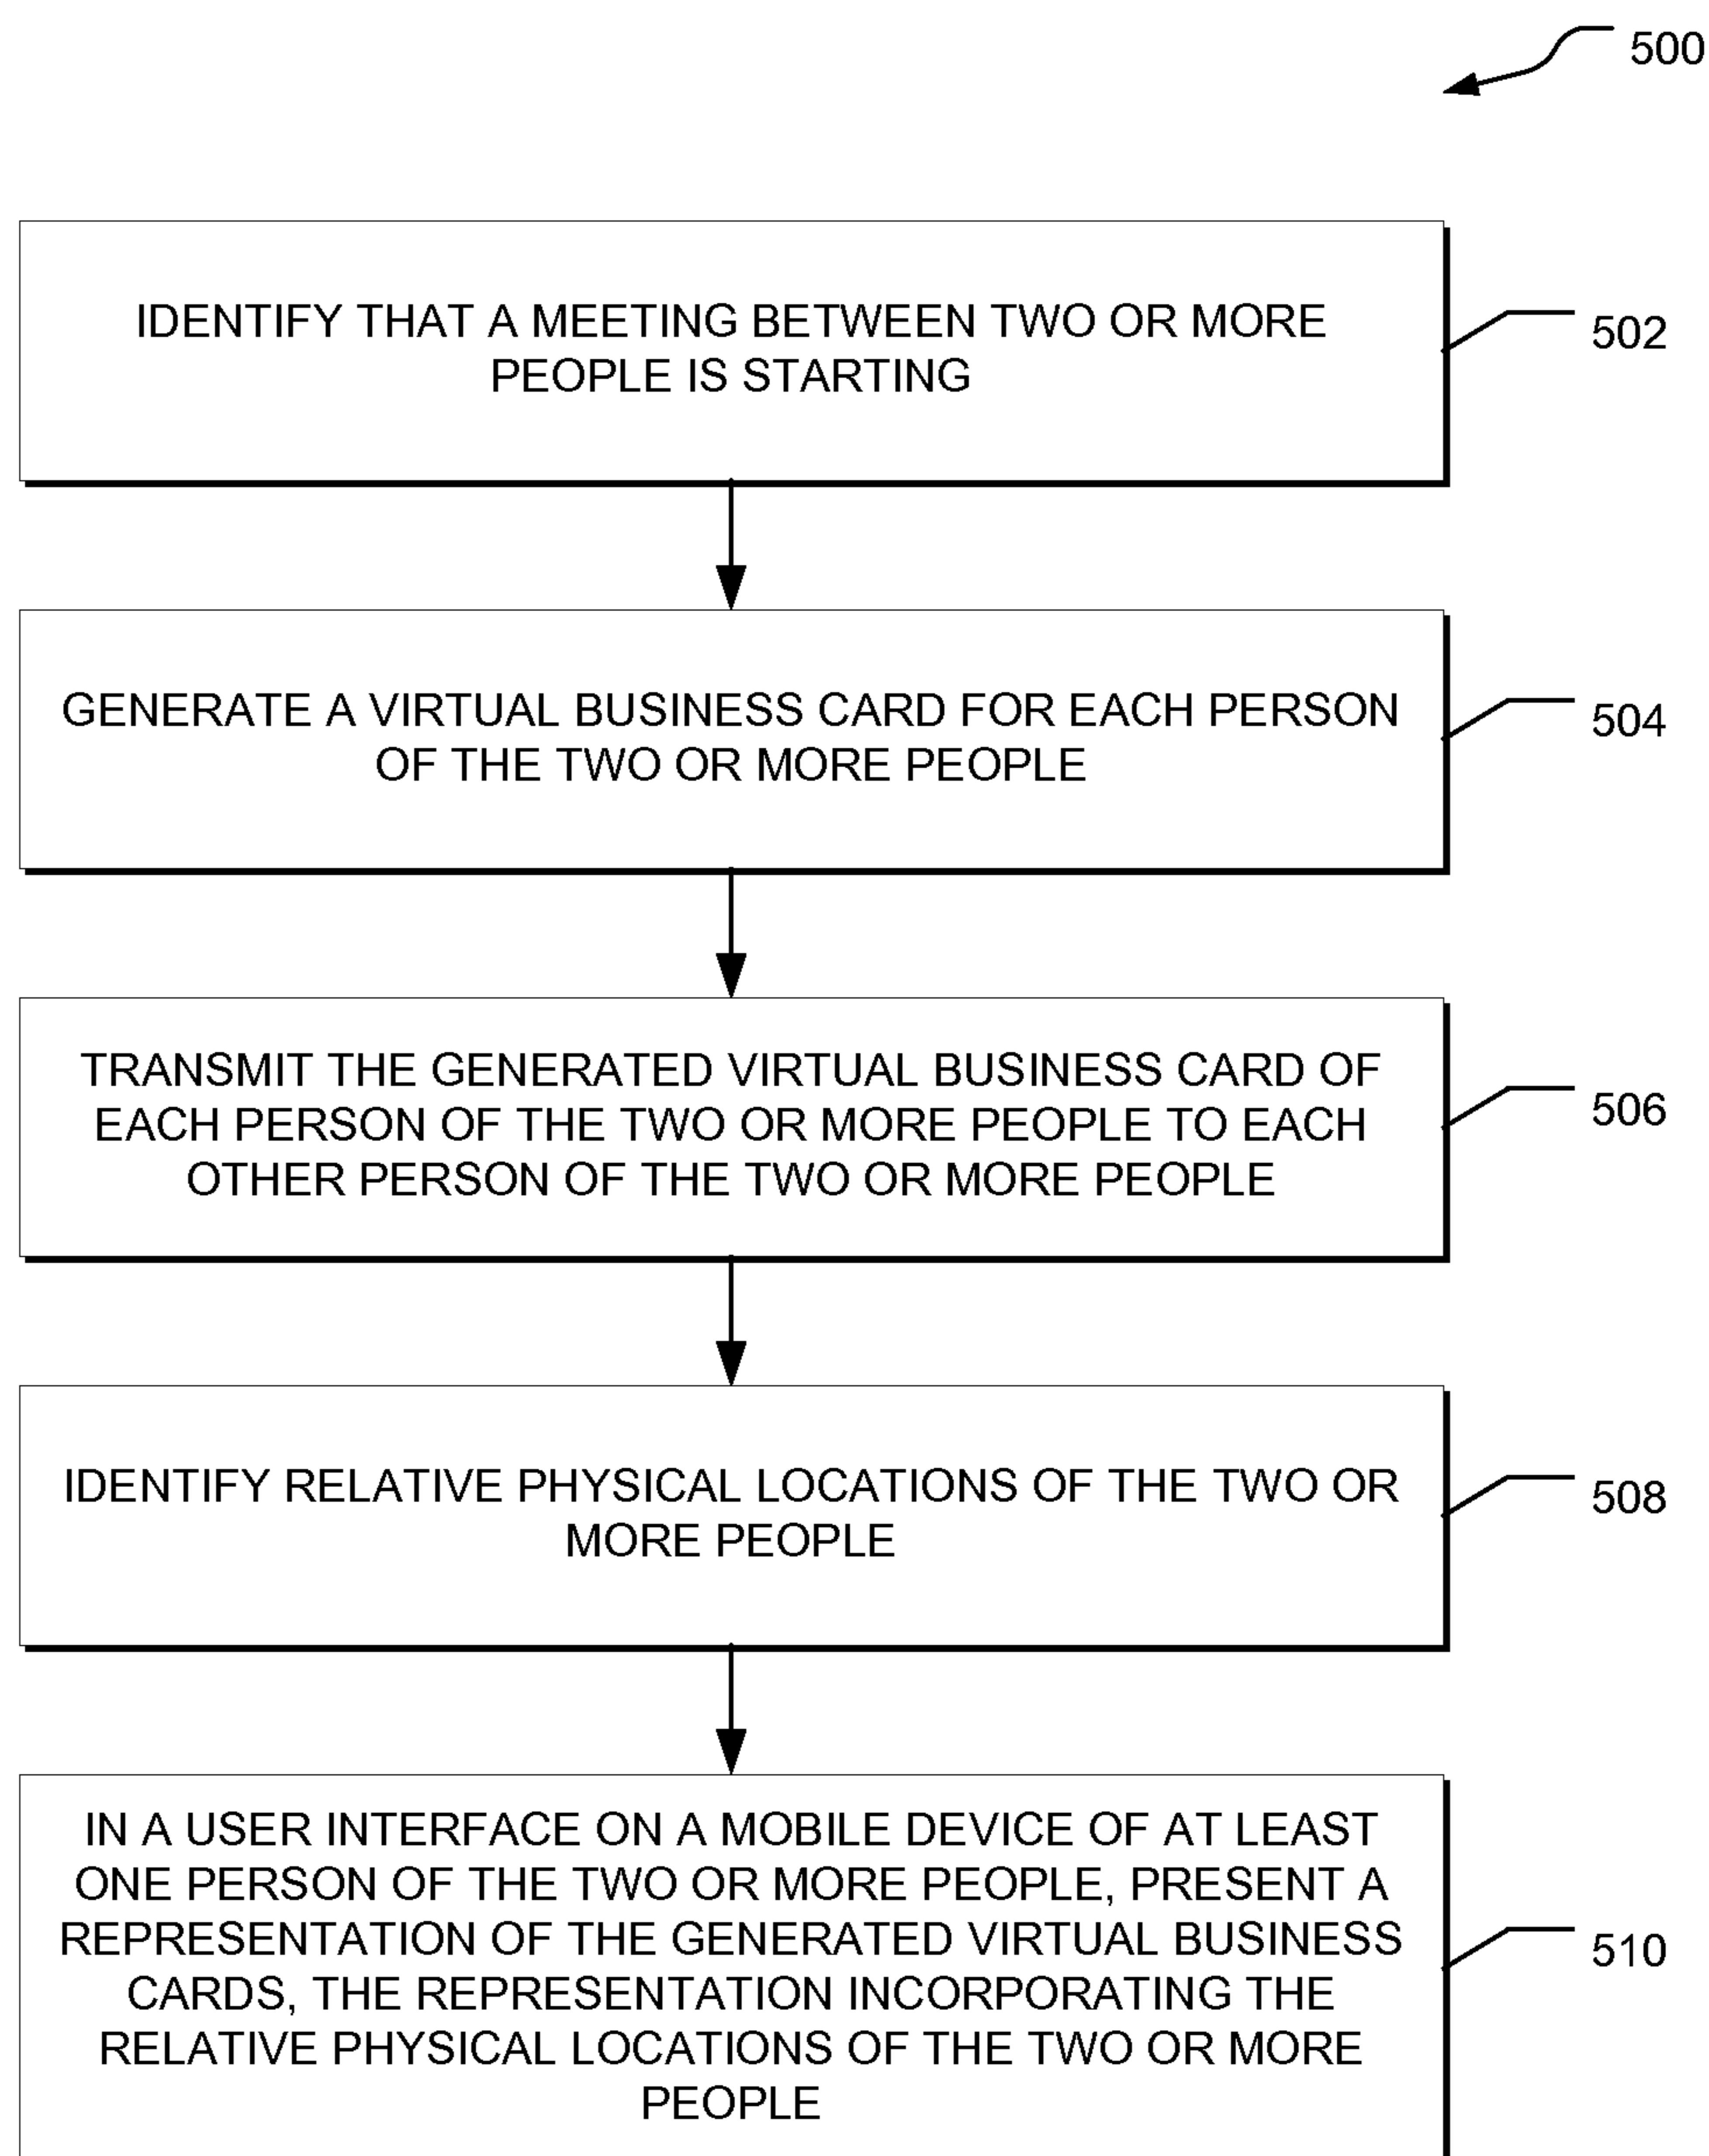 500
IDENTIFY THAT A MEETING BETWEEN TWO OR MORE
PEOPLE IS STARTING
502
GENERATE A VIRTUAL BUSINESS CARD FOR EACH PERSON
OF THE TWO OR MORE PEOPLE
504
TRANSMIT THE GENERATED VIRTUAL BUSINESS CARD OF
EACH PERSON OF THE TWO OR MORE PEOPLE TO EACH
OTHER PERSON OF THE TWO OR MORE PEOPLE
506
IDENTIFY RELATIVE PHYSICAL LOCATIONS OF THE TWO OR
MORE PEOPLE
508
IN A USER INTERFACE ON A MOBILE DEVICE OF AT LEAST
ONE PERSON OF THE TWO OR MORE PEOPLE, PRESENT A
REPRESENTATION OF THE GENERATED VIRTUAL BUSINESS
CARDS, THE REPRESENTATION INCORPORATING THE
RELATIVE PHYSICAL LOCATIONS OF THE TWO OR MORE
PEOPLE
510